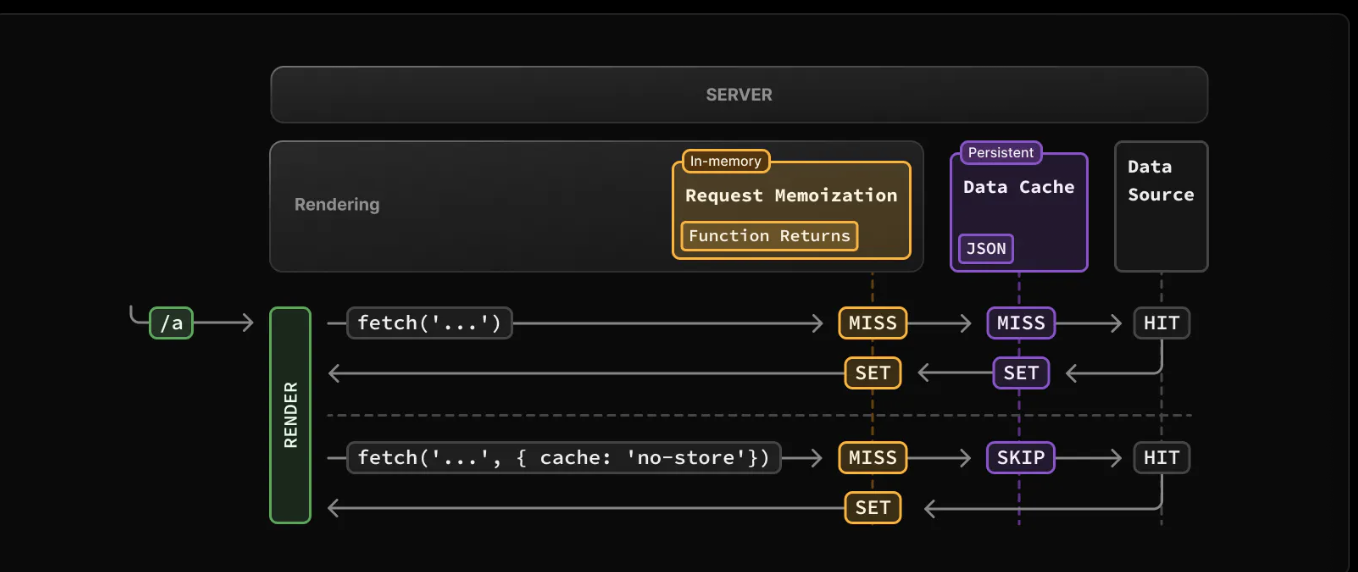 SERVER
Rendering
In-memory
Request Memoization
Function Returns
Persistent
Data Cache
JSON
Data
Source
/a
RENDER
fetch('...')
MISS
MISS
HIT
SET
SET
fetch('...', { cache: 'no-store'})
MISS
SKIP
HIT
SET